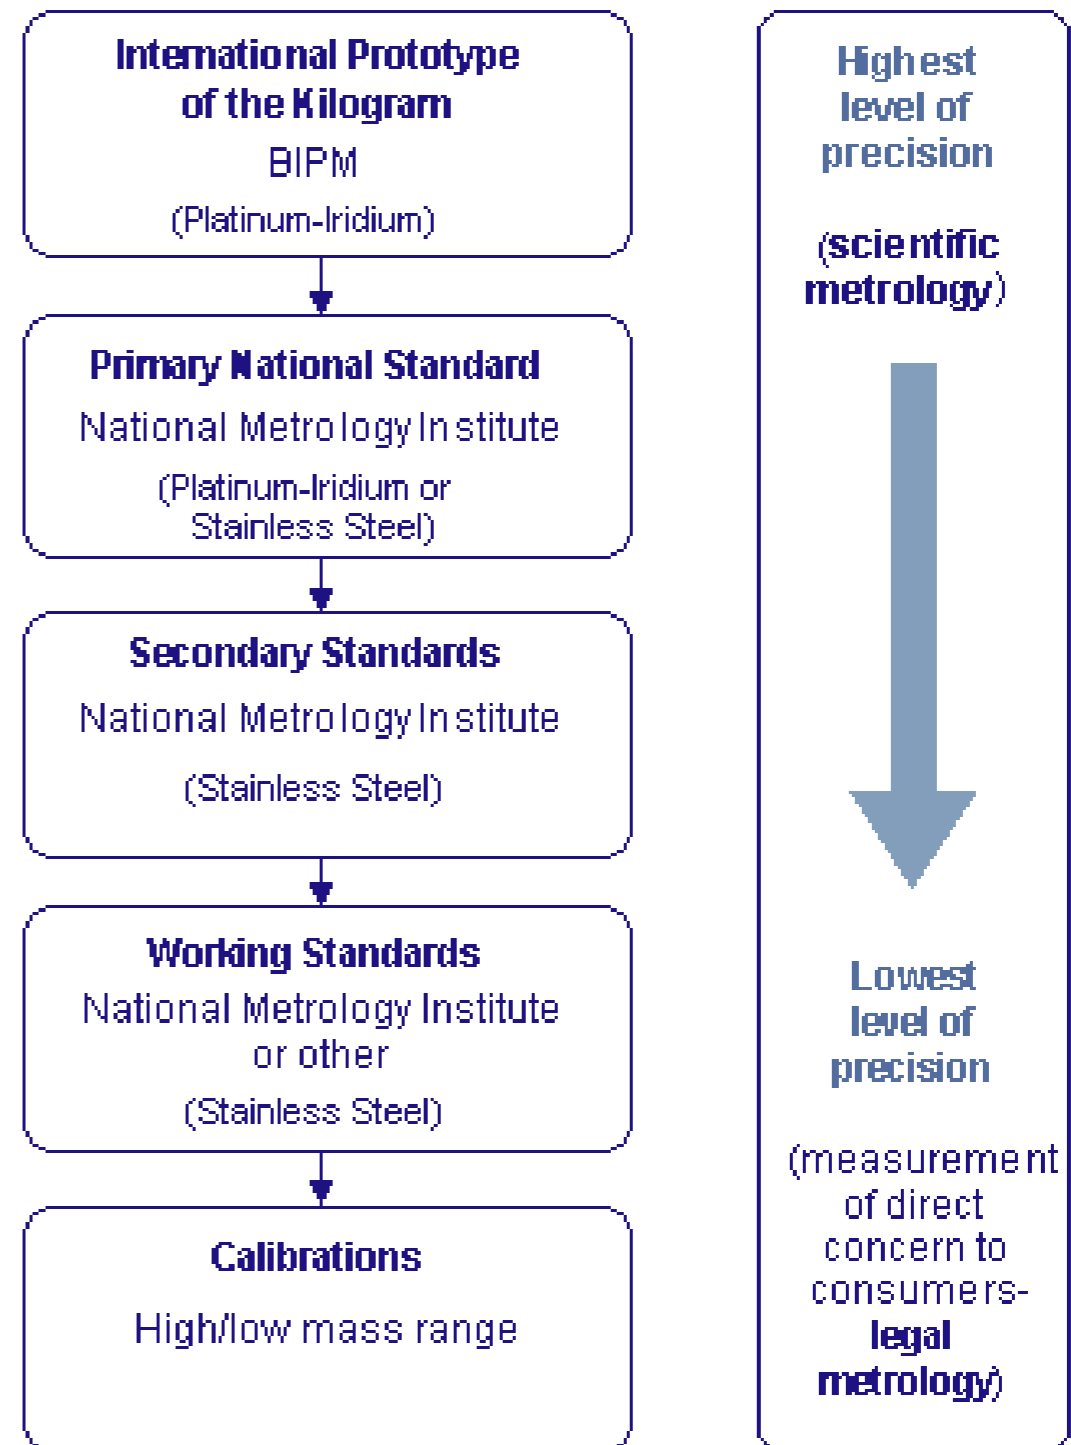 International Prototype
of the Kilogram
BIPM
(Platinum-Iridium)
Primary National Standard
National Metrology Institute
(Platinum-Iridium or
Stainless Steel)
Secondary Standards
National Metrology Institute
(Stainless Steel)
Working Standards
National Metrology Institute
or other
(Stainless Steel)
Calibrations
High/low mass range
Highest
level of
precision
(scientific
metrology)
Lowest
level of
precision
(measurement
of direct
concern to
consumers-
legal
metrology)